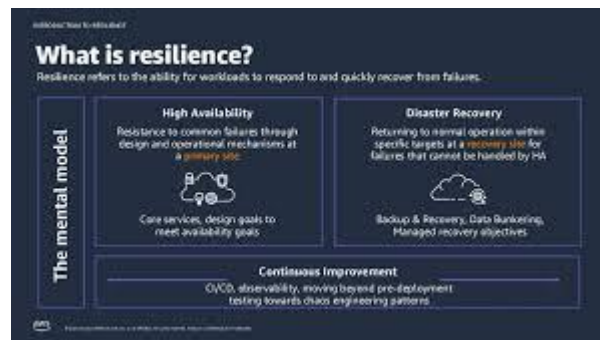 INTRODUCTION TO RESILIENCE
What is resilience?
Resilience refers to the ability for workloads to respond to and quickly recover from failures.
The mental model
High Availability
Resistance to common failures through
design and operational mechanisms at
a primary site
Core services, design goals to
meet availability goals
Disaster Recovery
Returning to normal operation within
specific targets at a recovery site for
failures that cannot be handled by HA
Backup & Recovery, Data Bunkering,
Managed recovery objectives
Continuous Improvement
CI/CD, observability, moving beyond pre-deployment
testing towards chaos engineering patterns
aws